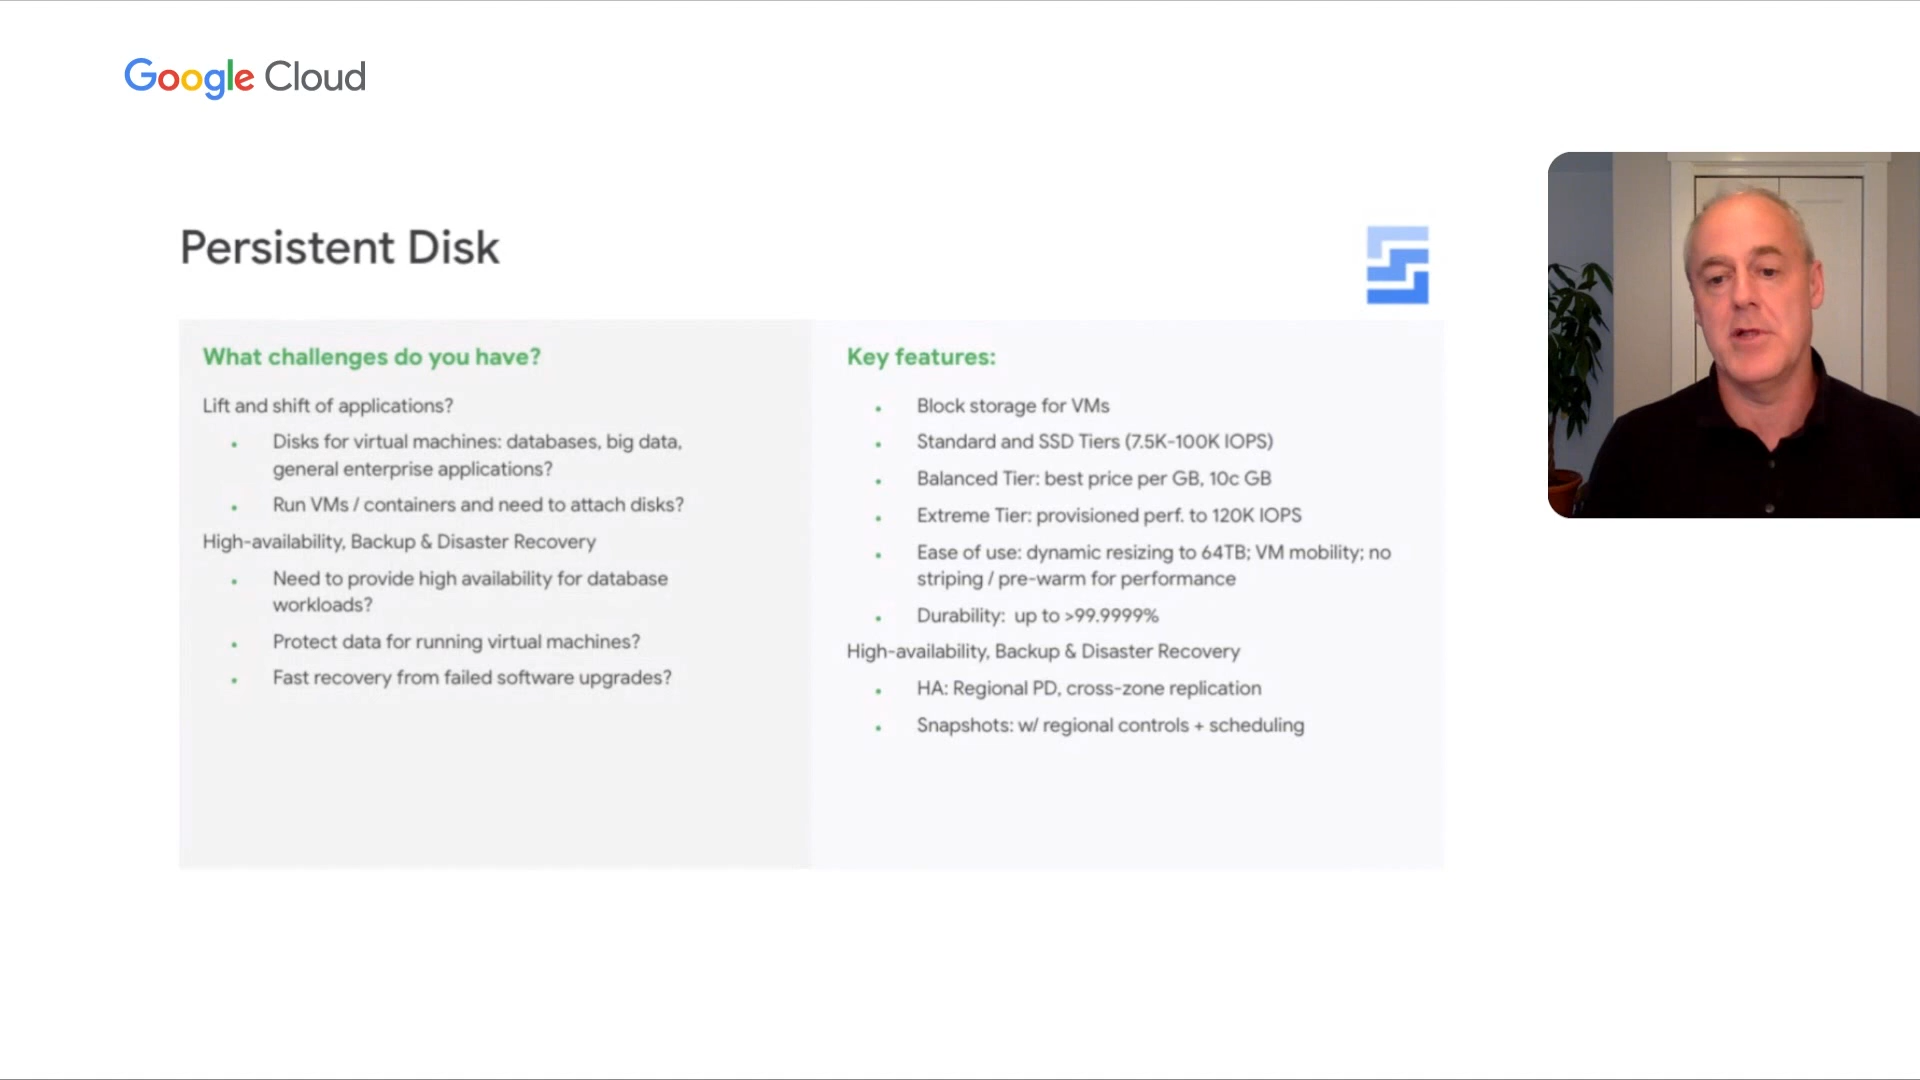 Google Cloud
Persistent Disk
What challenges do you have?
Lift and shift of applications?
Disks for virtual machines: databases, big data,
general enterprise applications?
Run VMs / containers and need to attach disks?
High-availability, Backup & Disaster Recovery
Need to provide high availability for database
workloads?
Protect data for running virtual machines?
Fast recovery from failed software upgrades?
Key features:
Block storage for VMs
Standard and SSD Tiers (7.5K-100K IOPS)
Balanced Tier: best price per GB, 10c GB
Extreme Tier: provisioned perf. to 120K IOPS
Ease of use: dynamic resizing to 64TB; VM mobility; no
striping / pre-warm for performance
Durability: up to >99.9999%
High-availability, Backup & Disaster Recovery
HA: Regional PD, cross-zone replication
Snapshots: w/ regional controls + scheduling